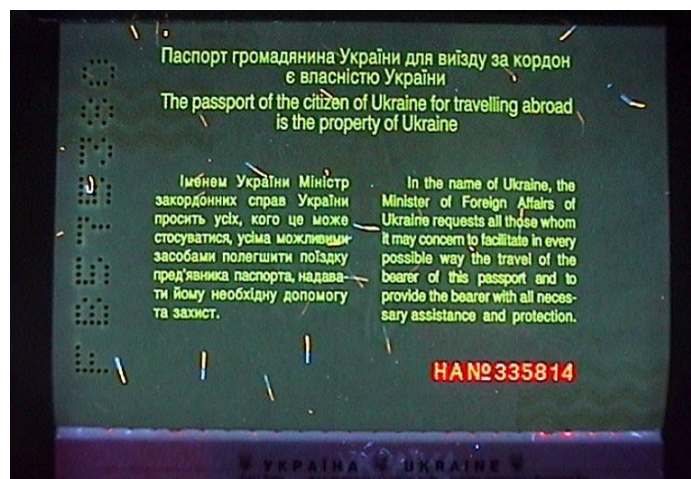 Паспорт громадянина України для виїзду за кордон
є власністю України
The passport of the citizen of Ukraine for travelling abroad
is the property of Ukraine
Іменем України Міністр
закордонних справ України
просить усіх, кого це може
стосуватися, усіма можливими
засобами полегшити поїздку
пред'явника паспорта, надава-
ти йому необхідну допомогу
та захист.
In the name of Ukraine, the
Minister of Foreign Affairs of
Ukraine requests all those whom
it may concern to facilitate in every
possible way the travel of the
bearer of this passport and to
provide the bearer with all neces-
sary assistance and protection.
НА№335814
УКРАЇНА UKRAINE